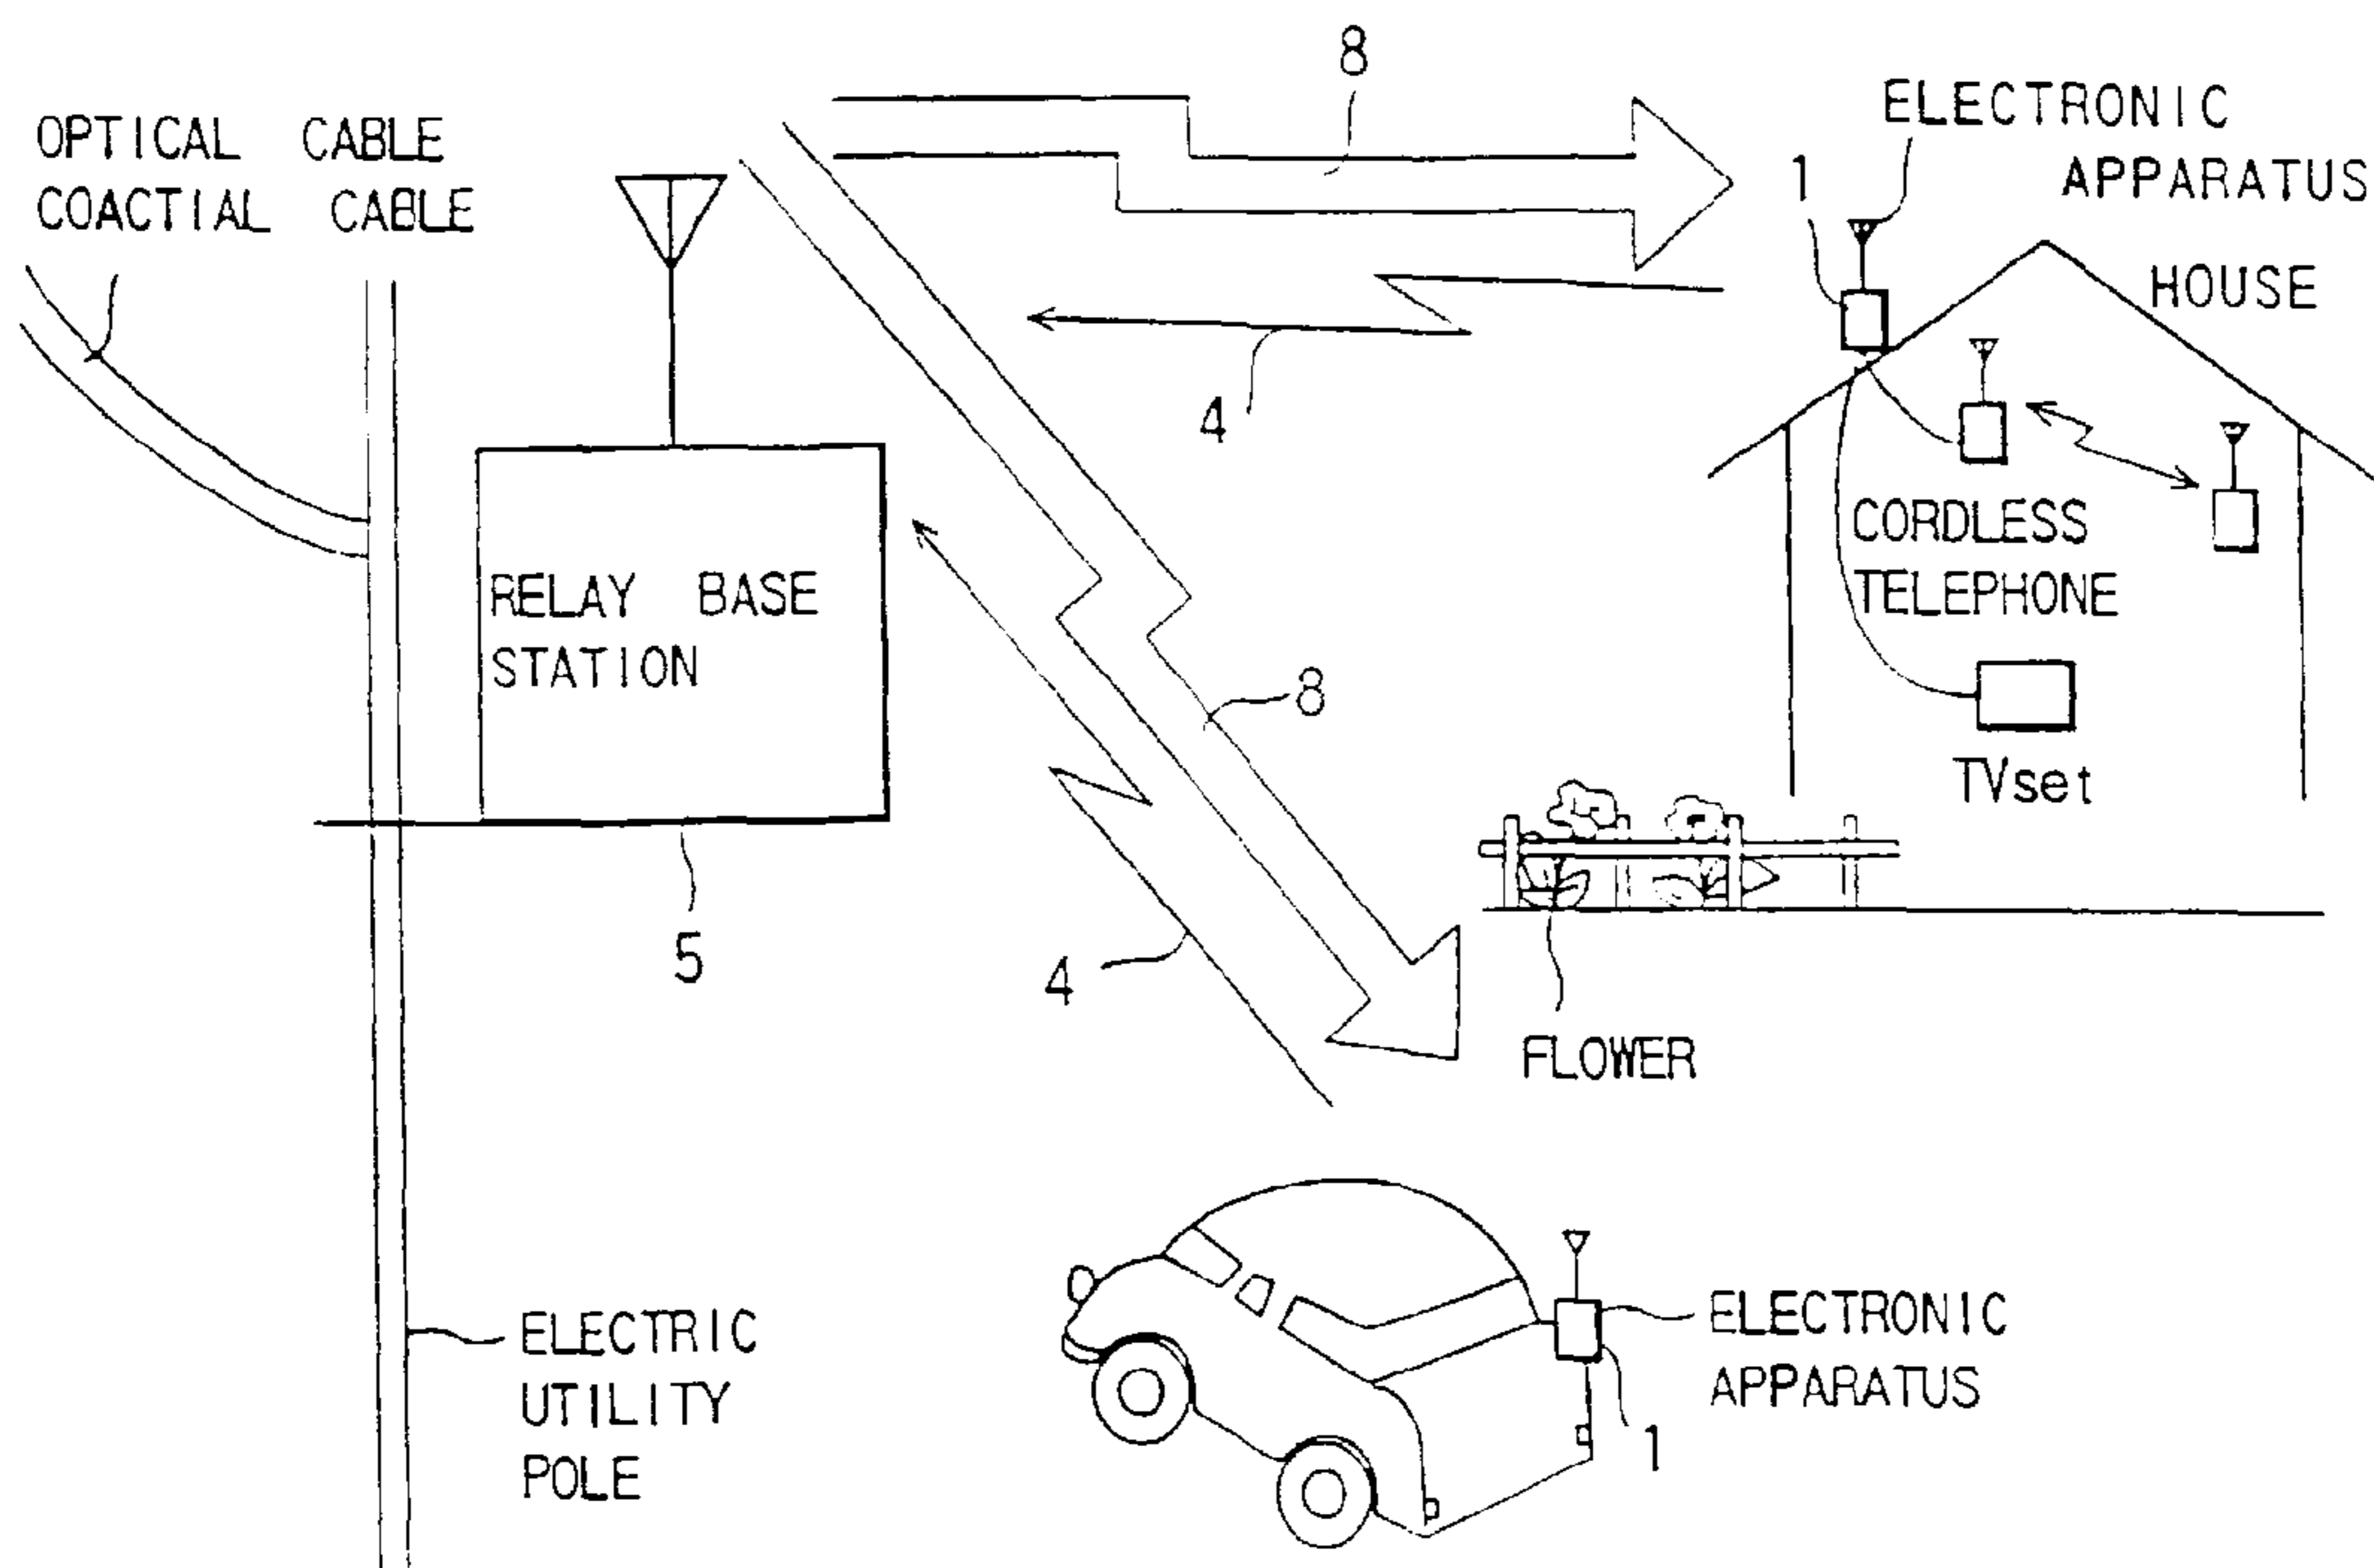 8
OPTICAL CABLE
COACTIAL CABLE
ELECTRONIC
APPARATUS
1
HOUSE
4
CORDLESS
TELEPHONE
RELAY BASE
STATION
8
TVset
5
4
FLOWER
ELECTRIC
UTILITY
POLE
ELECTRONIC
APPARATUS
1